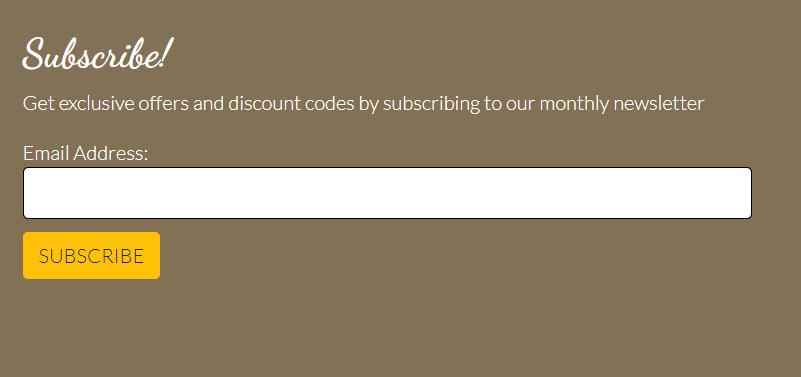 Subscribe!
Get exclusive offers and discount codes by subscribing to our monthly newsletter
Email Address:
SUBSCRIBE